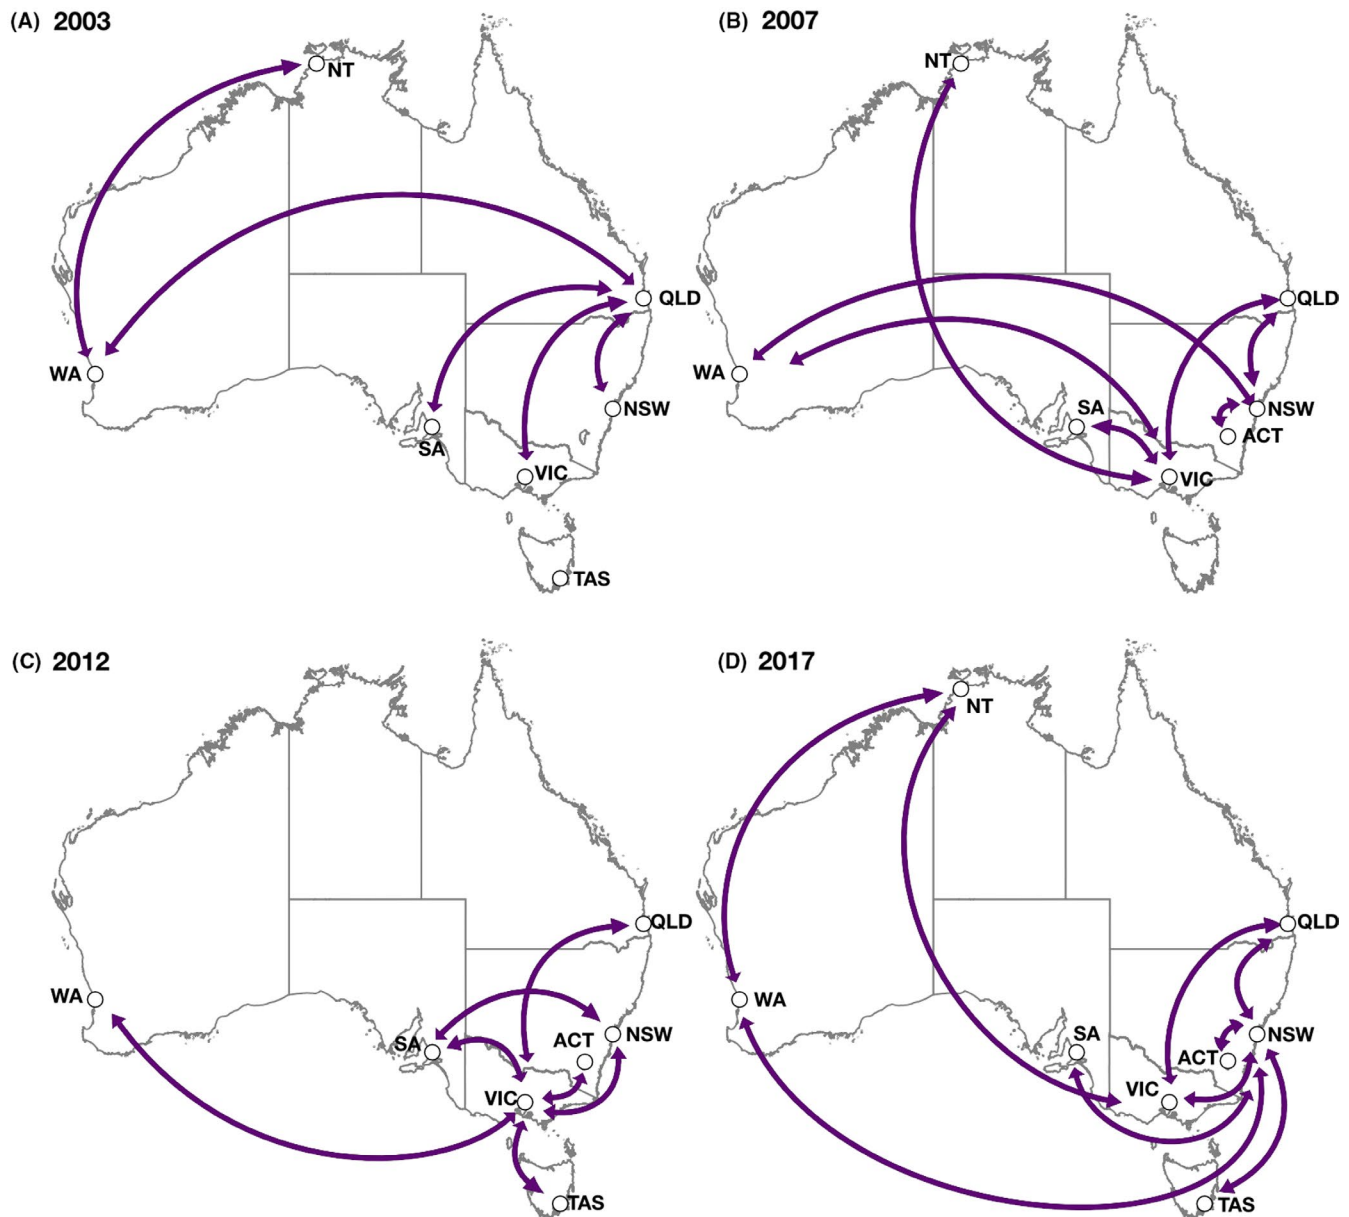 (A) 2003
NT
QLD
WA
NSW
SA
VIC
TAS
(B) 2007
NT
QLD
WA
SA
NSW
ACT
VIC
(C) 2012
QLD
WA
NSW
ACT
SA
VIC
TAS
(D) 2017
NT
QLD
WA
SA
NSW
ACT
VIC
TAS